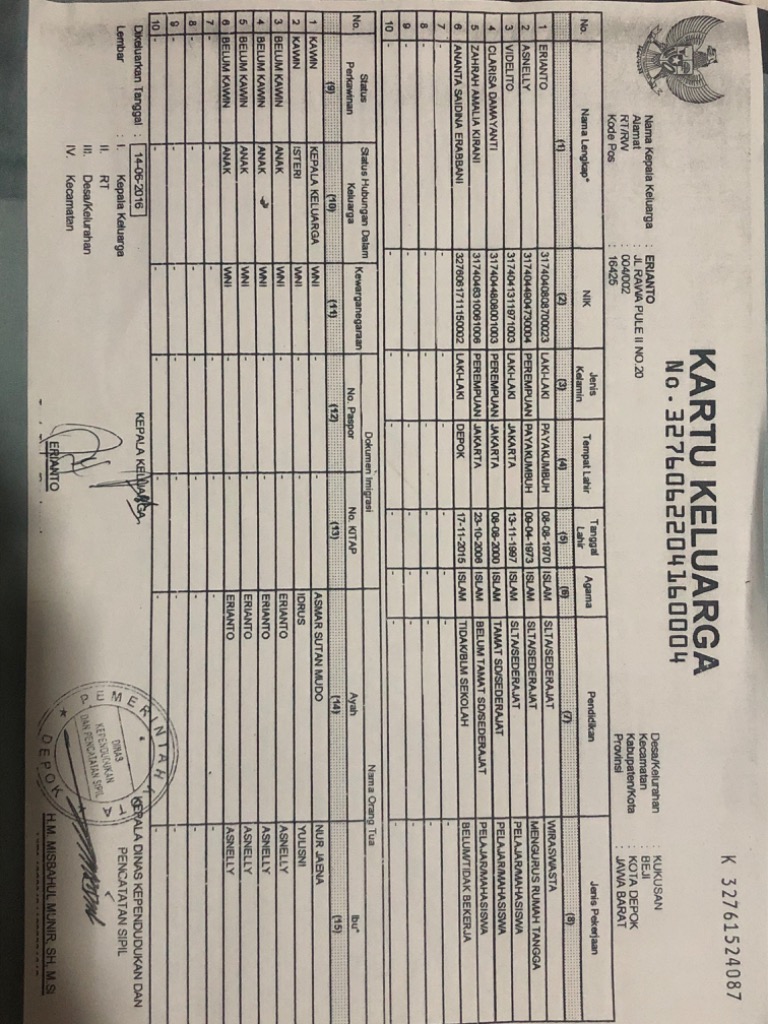 K 32761524087
KARTU KELUARGA
No. 3276062204160004
Nama Kepala Keluarga : ERIANTO
Alamat : JL RAWA PULE II NO 20
RT/RW : 004/002
Kode Pos : 16425
Desa/Kelurahan : KUKUSAN
Kecamatan : BEJI
Kabupaten/Kota : KOTA DEPOK
Provinsi : JAWA BARAT
No. Nama Lengkap* NIK Jenis Kelamin Tempat Lahir Tanggal Lahir Agama Pendidikan Jenis Pekerjaan
(1) (2) (3) (4) (5) (6) (7) (8)
1 ERIANTO 3174040808700023 LAKI-LAKI PAYAKUMBUH 08-08-1970 ISLAM SLTA/SEDERAJAT WIRASWASTA
2 ASNELLY 3174044904730004 PEREMPUAN PAYAKUMBUH 09-04-1973 ISLAM SLTA/SEDERAJAT MENGURUS RUMAH TANGGA
3 VIDELITO 3174041311971003 LAKI-LAKI JAKARTA 13-11-1997 ISLAM SLTA/SEDERAJAT PELAJAR/MAHASISWA
4 CLARISA DAMAYANTI 3174044808001003 PEREMPUAN JAKARTA 08-08-2000 ISLAM TAMAT SD/SEDERAJAT PELAJAR/MAHASISWA
5 ZAHRAH AMALIA KIRANI 3174046310061006 PEREMPUAN JAKARTA 23-10-2006 ISLAM BELUM TAMAT SD/SEDERAJAT PELAJAR/MAHASISWA
6 ANANTA SAIDINA ERABBANI 3276061711150002 LAKI-LAKI DEPOK 17-11-2015 ISLAM TIDAK/BLM SEKOLAH BELUM/TIDAK BEKERJA
7 - - - - - - - -
8 - - - - - - - -
9 - - - - - - - -
10 - - - - - - - -
No. Status Perkawinan Status Hubungan Dalam Keluarga Kewarganegaraan Dokumen Imigrasi Nama Orang Tua
No. Paspor No. KITAP Ayah Ibu*
(9) (10) (11) (12) (13) (14) (15)
1 KAWIN KEPALA KELUARGA WNI - - ASMAR SUTAN MUDO NUR JAENA
2 KAWIN ISTERI WNI - - IDRUS YULISNI
3 BELUM KAWIN ANAK WNI - - ERIANTO ASNELLY
4 BELUM KAWIN ANAK WNI - - ERIANTO ASNELLY
5 BELUM KAWIN ANAK WNI - - ERIANTO ASNELLY
6 BELUM KAWIN ANAK WNI - - ERIANTO ASNELLY
7 - - - - - - -
8 - - - - - - -
9 - - - - - - -
10 - - - - - - -
Dikeluarkan Tanggal : 14-06-2016
Lembar : I. Kepala Keluarga
II. RT
III. Desa/Kelurahan
IV. Kecamatan
KEPALA KELUARGA,
ERIANTO
KEPALA DINAS KEPENDUDUKAN DAN
PENCATATAN SIPIL
PEMERINTAH
DINAS
KEPENDUDUKAN
DAN PENCATATAN SIPIL
DEPOK
H.M. MISBAHUL MUNIR, SH, M.SI